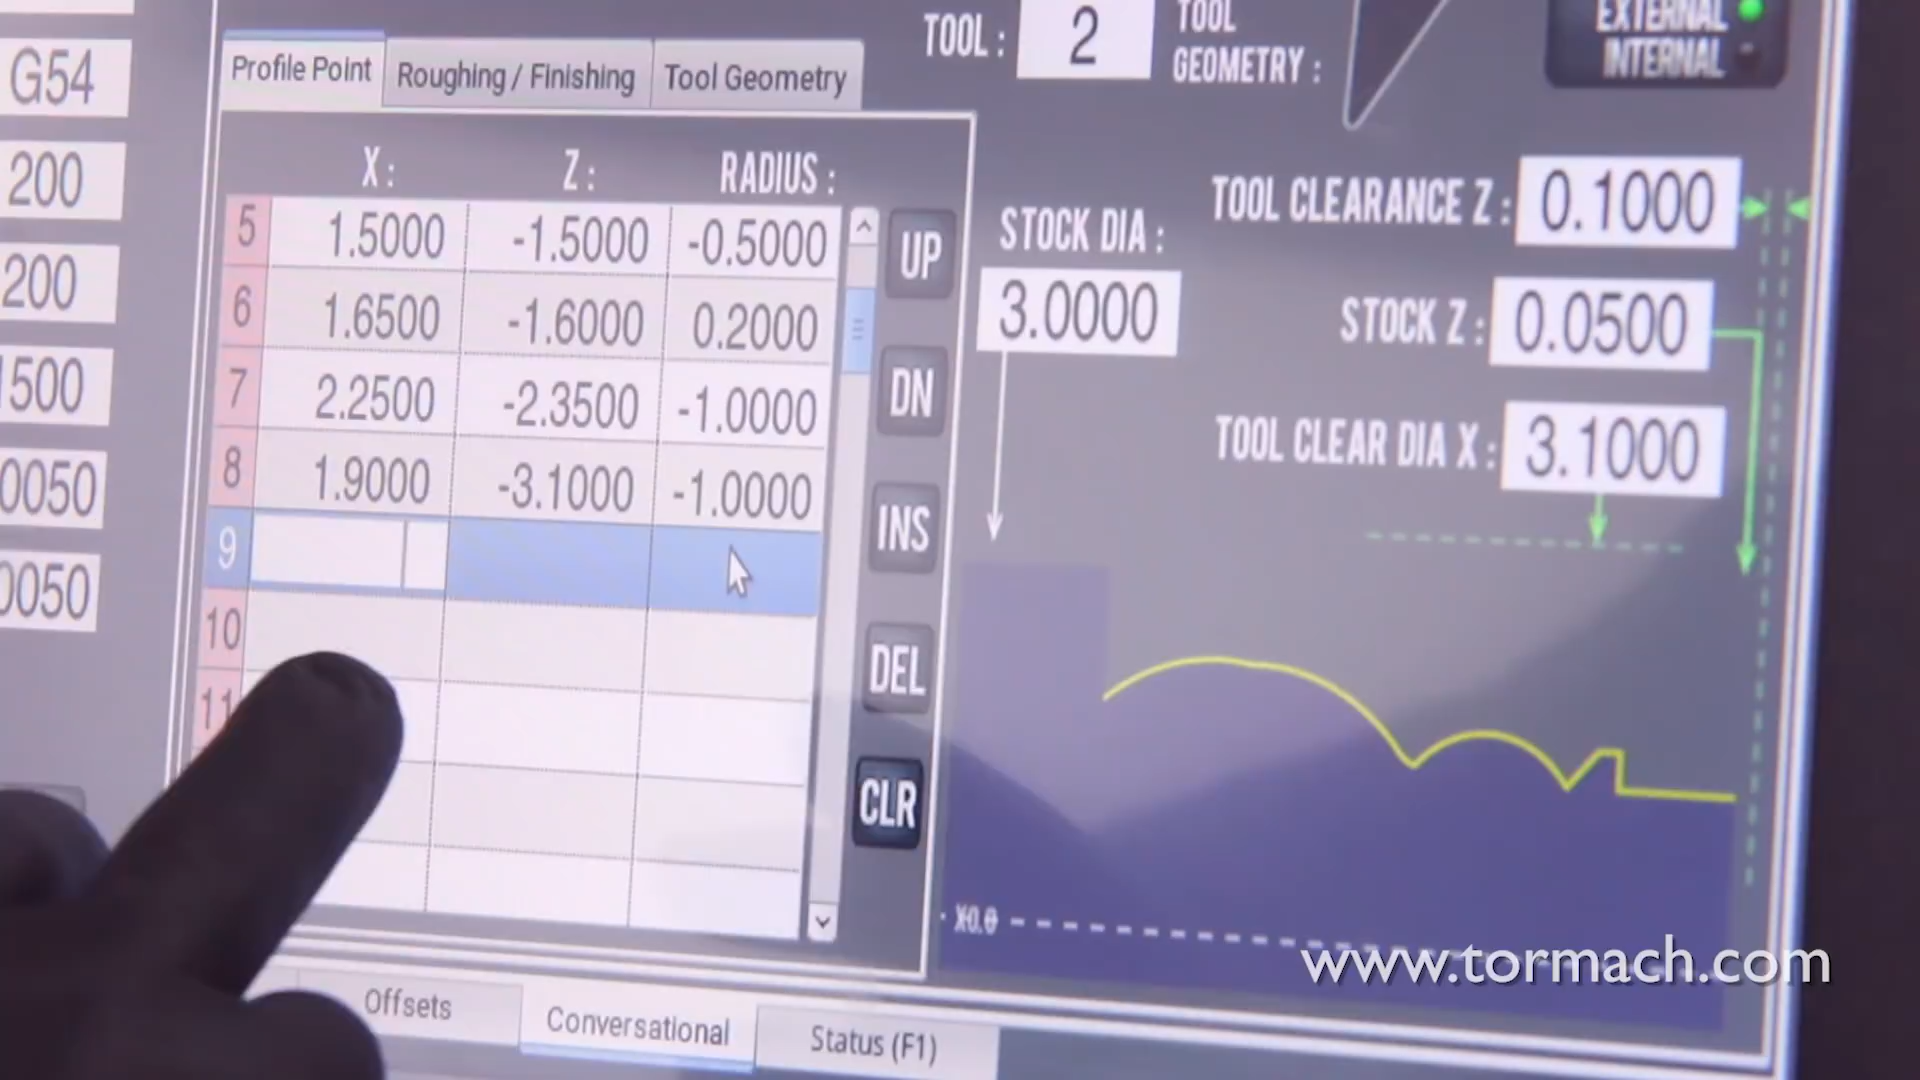 G54
200
200
1500
0050
0050
Profile Point
Roughing / Finishing
Tool Geometry
TOOL : 2
TOOL GEOMETRY :
EXTERNAL
INTERNAL
X : Z : RADIUS :
5 1.5000 -1.5000 -0.5000
6 1.6500 -1.6000 0.2000
7 2.2500 -2.3500 -1.0000
8 1.9000 -3.1000 -1.0000
9
10
11
UP
DN
INS
DEL
CLR
STOCK DIA :
3.0000
TOOL CLEARANCE Z : 0.1000
STOCK Z : 0.0500
TOOL CLEAR DIA X : 3.1000
X0.0
www.tormach.com
Offsets
Conversational
Status (F1)